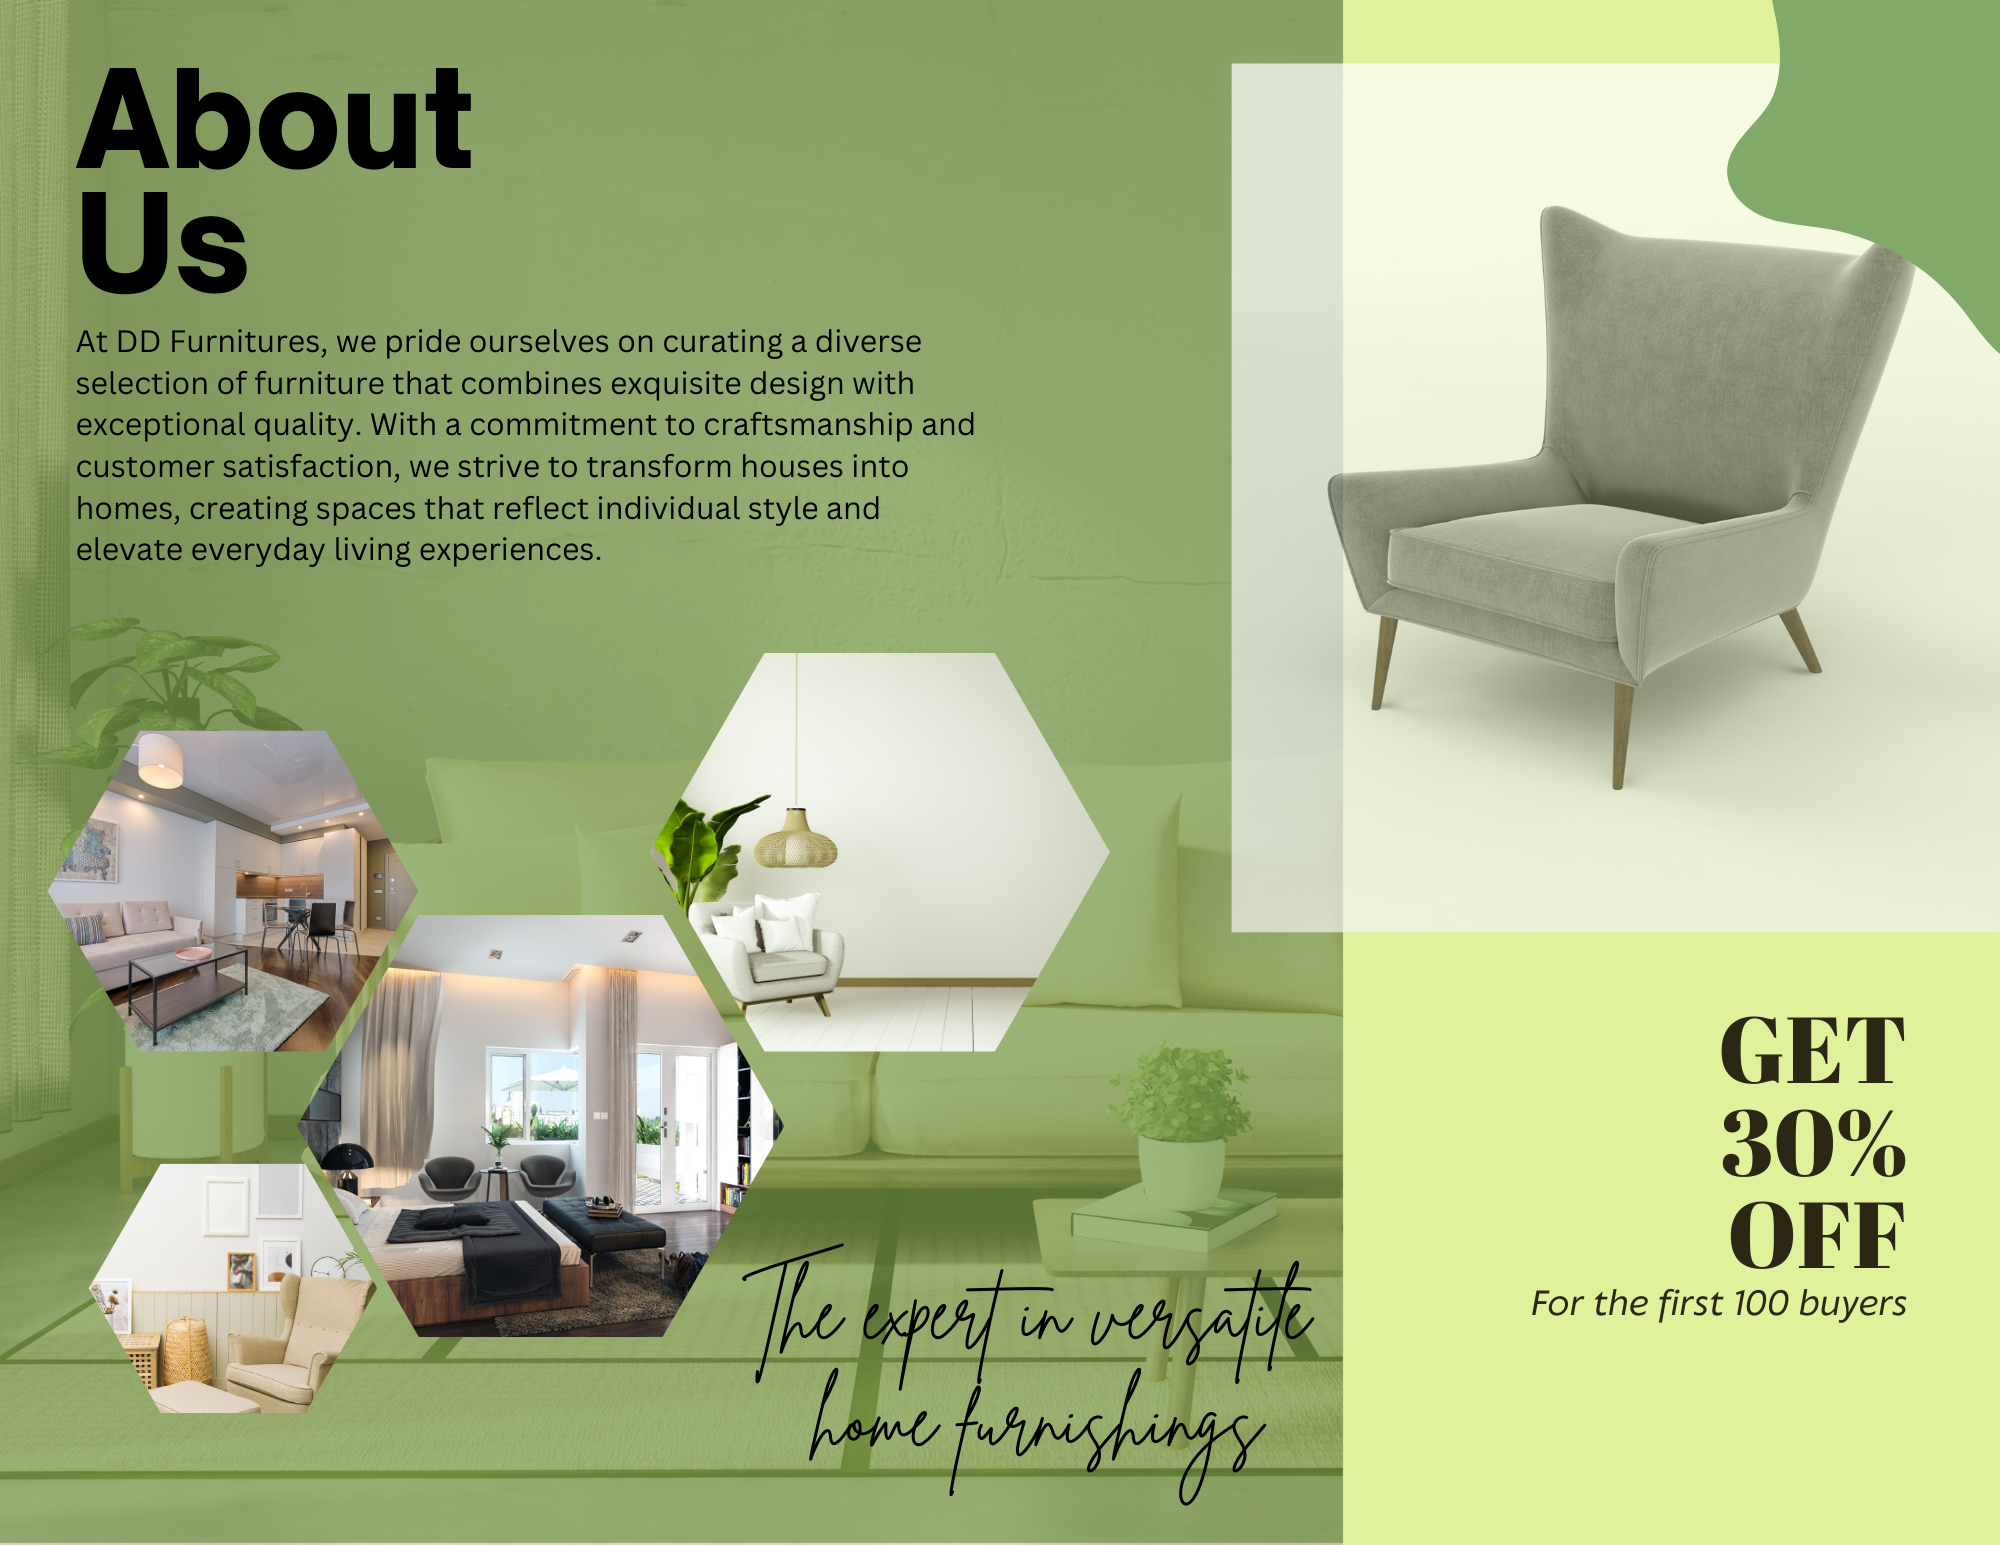 About
Us
At DD Furnitures, we pride ourselves on curating a diverse
selection of furniture that combines exquisite design with
exceptional quality. With a commitment to craftsmanship and
customer satisfaction, we strive to transform houses into
homes, creating spaces that reflect individual style and
elevate everyday living experiences.
The expert in versatile
home furnishings
GET
30%
OFF
For the first 100 buyers